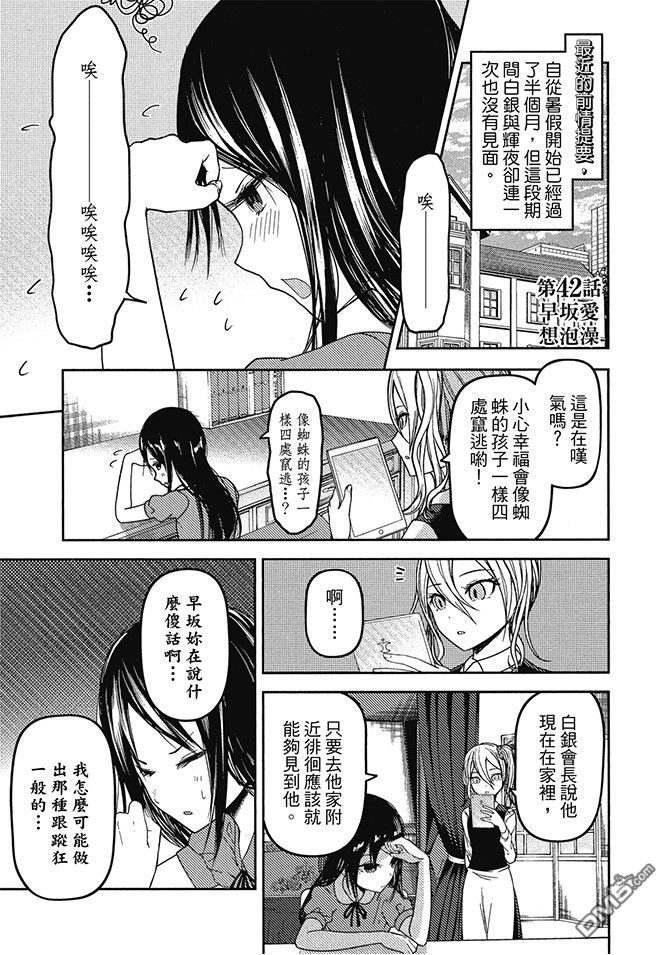 最近的前情提要，
自從暑假開始已經過
了半個月，但這段期
間白銀與輝夜卻連一
次也沒有見面。
第42話
早坂愛
想泡澡
唉
唉
唉唉唉…
這是在嘆
氣嗎？
小心幸福會像蜘
蛛的孩子一樣四
處竄逃喲！
像蜘蛛的孩子一
樣四處竄逃…？
啊……
白銀會長說他
現在在家裡，
只要去他家附
近徘徊應該就
能夠見到他。
早坂妳在說什
麼傻話啊…
我怎麼可能做
出那種跟蹤狂
一般的…
DM5.COM